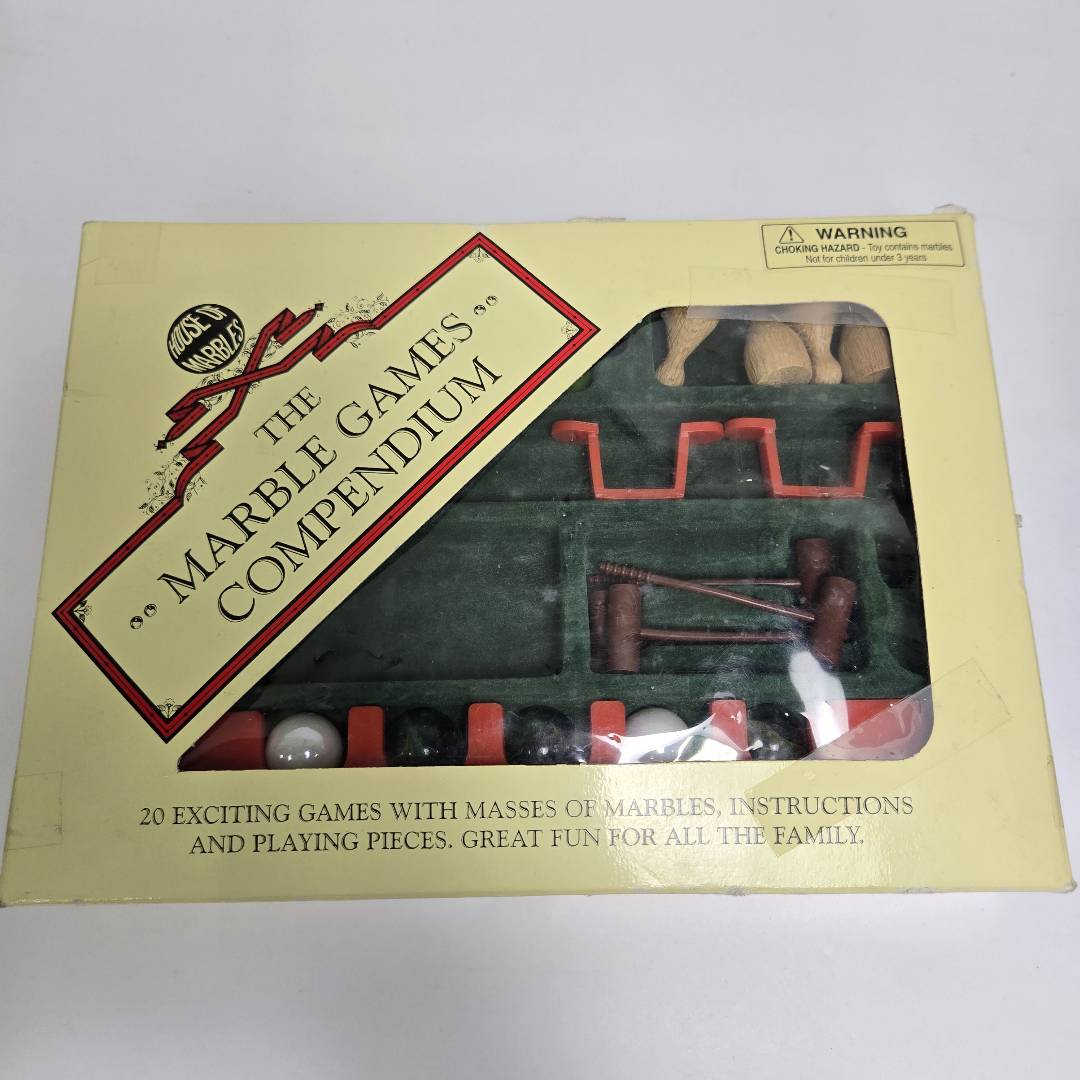 WARNING
CHOKING HAZARD - Toy contains marbles
Not for children under 3 years
HOUSE OF
MARBLES
THE
MARBLE GAMES
COMPENDIUM
20 EXCITING GAMES WITH MASSES OF MARBLES, INSTRUCTIONS
AND PLAYING PIECES. GREAT FUN FOR ALL THE FAMILY.